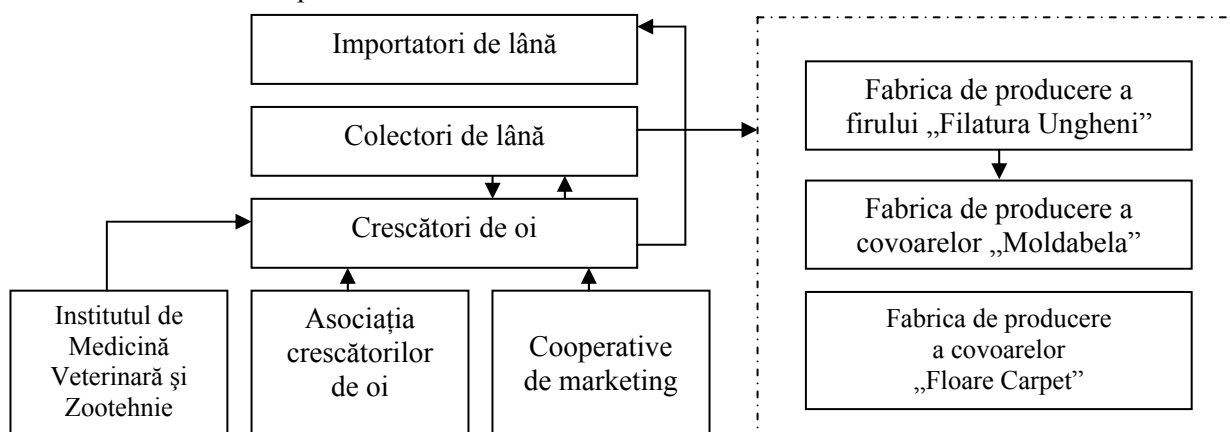 Importatori de lână
Colectori de lână
Crescători de oi
Institutul de
Medicină
Veterinară şi
Zootehnie
Asociația
crescătorilor
de oi
Cooperative
de marketing
Fabrica de producere a
firului „Filatura Ungheni”
Fabrica de producere a
covoarelor „Moldabela”
Fabrica de producere
a covoarelor
„Floare Carpet”